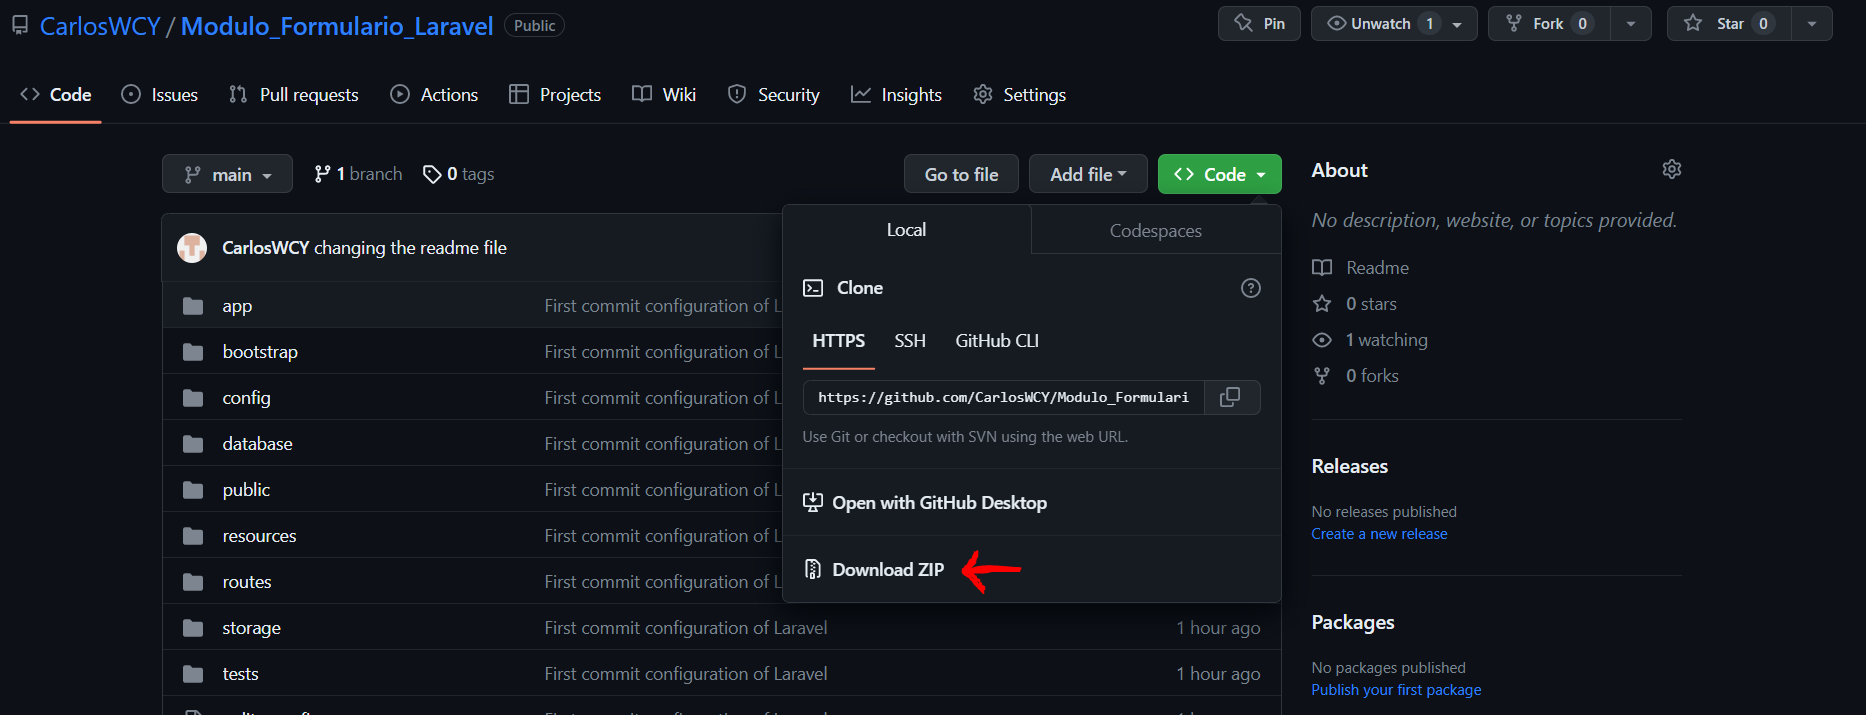 CarlosWCY / Modulo_Formulario_Laravel Public
Pin
Unwatch 1
Fork 0
Star 0
<> Code
Issues
Pull requests
Actions
Projects
Wiki
Security
Insights
Settings
main
1 branch
0 tags
Go to file
Add file
<> Code
CarlosWCY changing the readme file
app First commit configuration of
bootstrap First commit configuration of
config First commit configuration of
database First commit configuration of
public First commit configuration of
resources First commit configuration of
routes First commit configuration of
storage First commit configuration of Laravel 1 hour ago
tests First commit configuration of Laravel 1 hour ago
Local
Codespaces
Clone
HTTPS
SSH
GitHub CLI
https://github.com/CarlosWCY/Modulo_Formulari
Use Git or checkout with SVN using the web URL.
Open with GitHub Desktop
Download ZIP
About
No description, website, or topics provided.
Readme
0 stars
1 watching
0 forks
Releases
No releases published
Create a new release
Packages
No packages published
Publish your first package